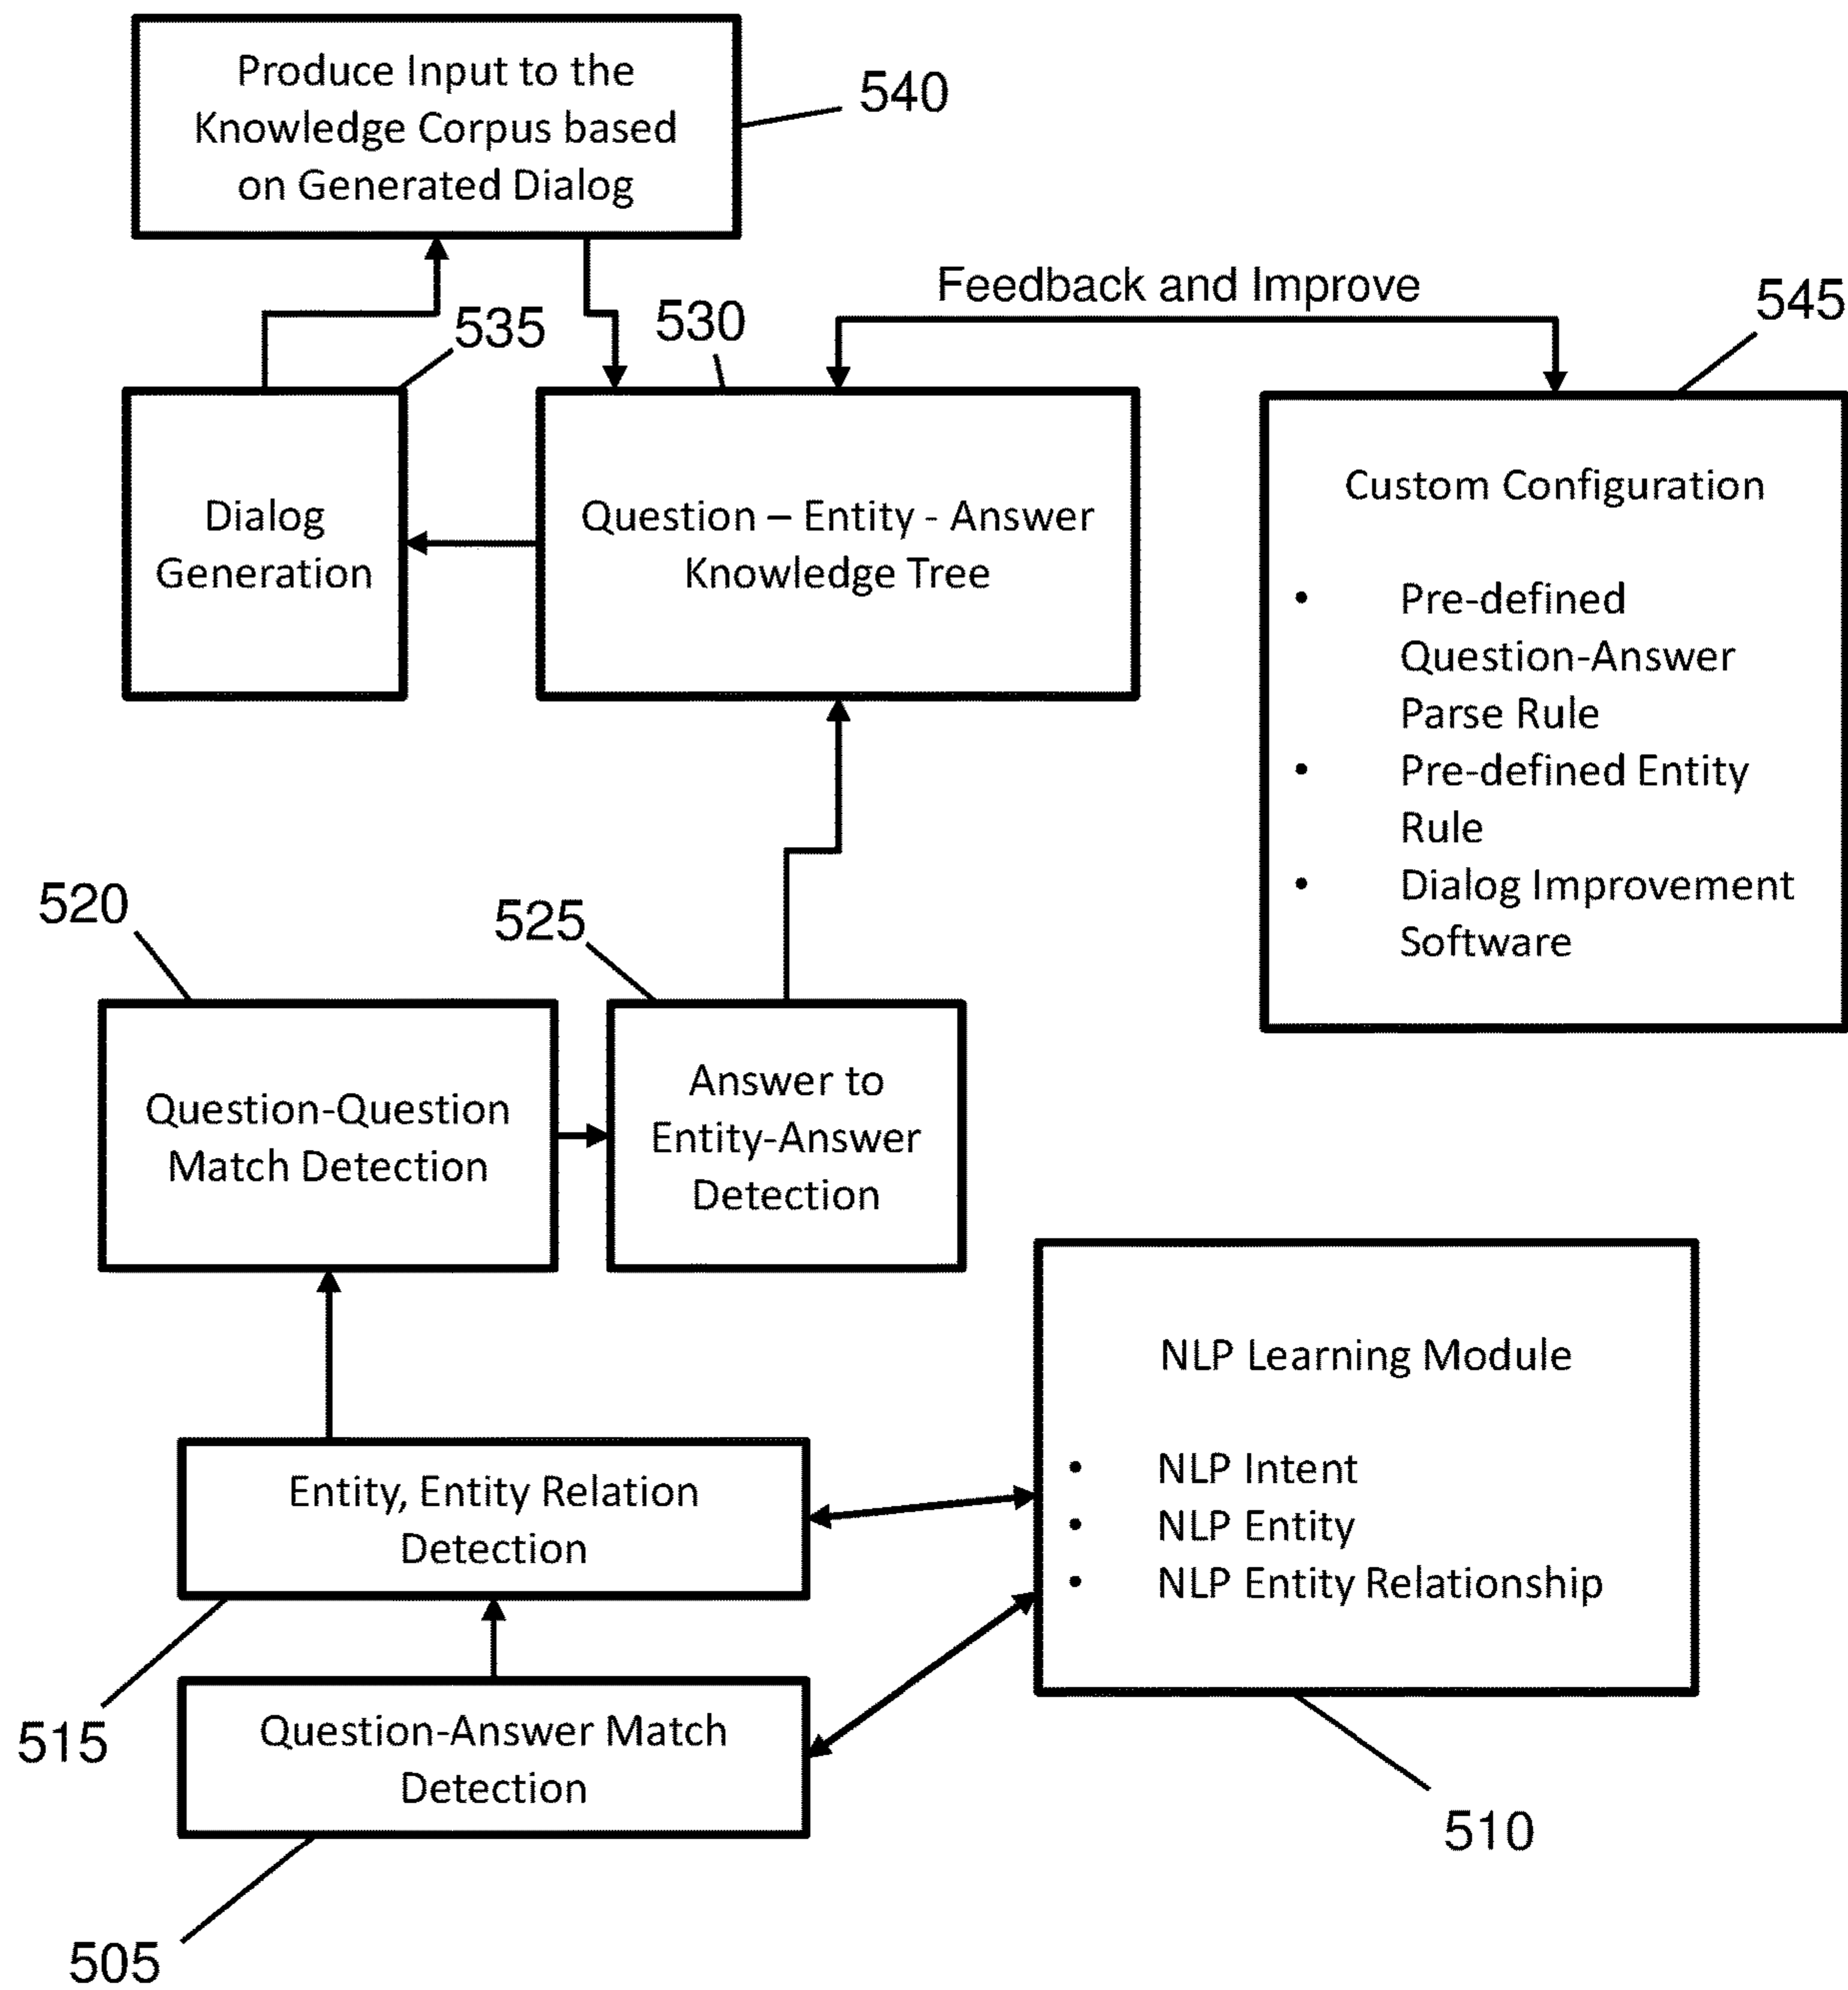 Produce Input to the
Knowledge Corpus based
on Generated Dialog
540
Feedback and Improve
535
530
545
Dialog
Generation
Question – Entity - Answer
Knowledge Tree
Custom Configuration
• Pre-defined
Question-Answer
Parse Rule
• Pre-defined Entity
Rule
• Dialog Improvement
Software
520
525
Question-Question
Match Detection
Answer to
Entity-Answer
Detection
NLP Learning Module
• NLP Intent
• NLP Entity
• NLP Entity Relationship
Entity, Entity Relation
Detection
515
Question-Answer Match
Detection
510
505